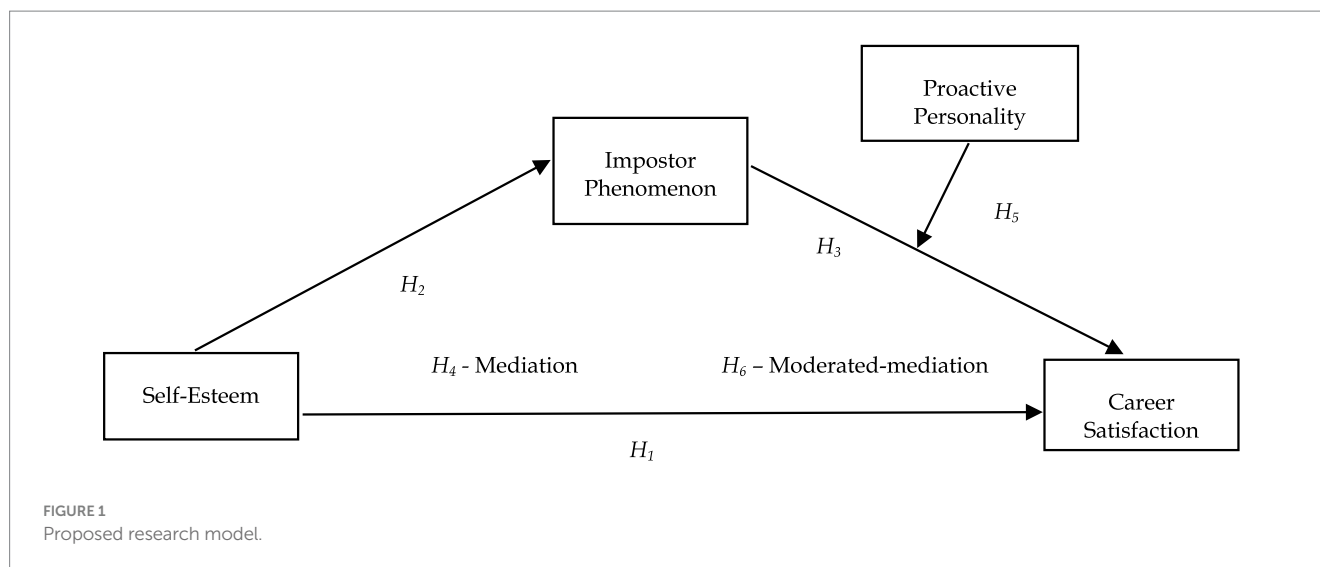 Proactive
Personality
Impostor
Phenomenon
H₅
H₃
H₂
H₄ - Mediation
H₆ – Moderated-mediation
Self-Esteem
Career
Satisfaction
H₁
FIGURE 1
Proposed research model.